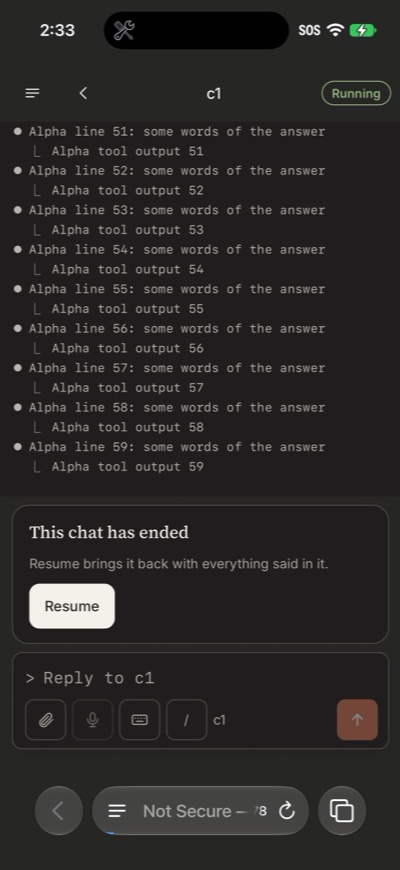 2:33
SOS
c1
Running
● Alpha line 51: some words of the answer
⎿ Alpha tool output 51
● Alpha line 52: some words of the answer
⎿ Alpha tool output 52
● Alpha line 53: some words of the answer
⎿ Alpha tool output 53
● Alpha line 54: some words of the answer
⎿ Alpha tool output 54
● Alpha line 55: some words of the answer
⎿ Alpha tool output 55
● Alpha line 56: some words of the answer
⎿ Alpha tool output 56
● Alpha line 57: some words of the answer
⎿ Alpha tool output 57
● Alpha line 58: some words of the answer
⎿ Alpha tool output 58
● Alpha line 59: some words of the answer
⎿ Alpha tool output 59
This chat has ended
Resume brings it back with everything said in it.
Resume
> Reply to c1
/ c1
Not Secure —